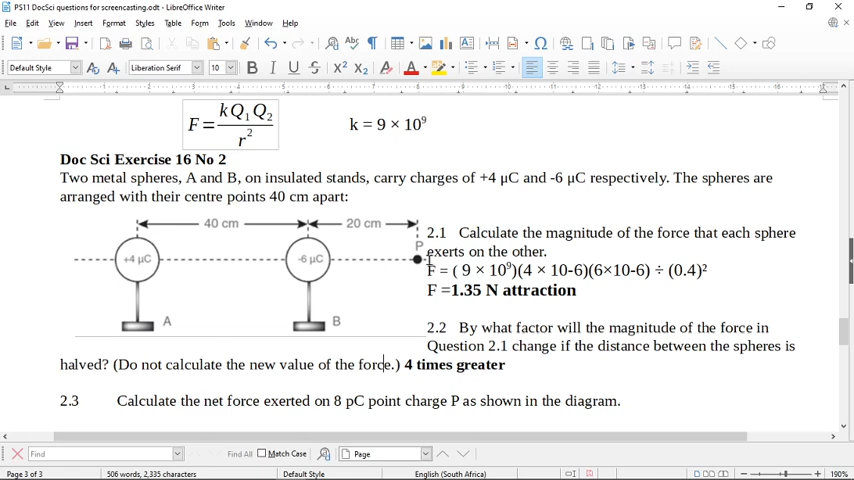 PS11 DocSci questions for screencasting.odt - LibreOffice Writer
File Edit View Insert Format Styles Table Form Tools Window Help
Default Style Liberation Serif 10
F = k Q₁ Q₂ / r² k = 9 × 10⁹
Doc Sci Exercise 16 No 2
Two metal spheres, A and B, on insulated stands, carry charges of +4 μC and -6 μC respectively. The spheres are
arranged with their centre points 40 cm apart:
40 cm 20 cm
P
+4 μC -6 μC
A B
2.1 Calculate the magnitude of the force that each sphere
exerts on the other.
F = ( 9 × 10⁹)(4 × 10-6)(6×10-6) ÷ (0.4)²
F =1.35 N attraction
2.2 By what factor will the magnitude of the force in
Question 2.1 change if the distance between the spheres is
halved? (Do not calculate the new value of the force.) 4 times greater
2.3 Calculate the net force exerted on 8 pC point charge P as shown in the diagram.
Find Find All Match Case Page
Page 3 of 3 506 words, 2,335 characters Default Style English (South Africa) 190%